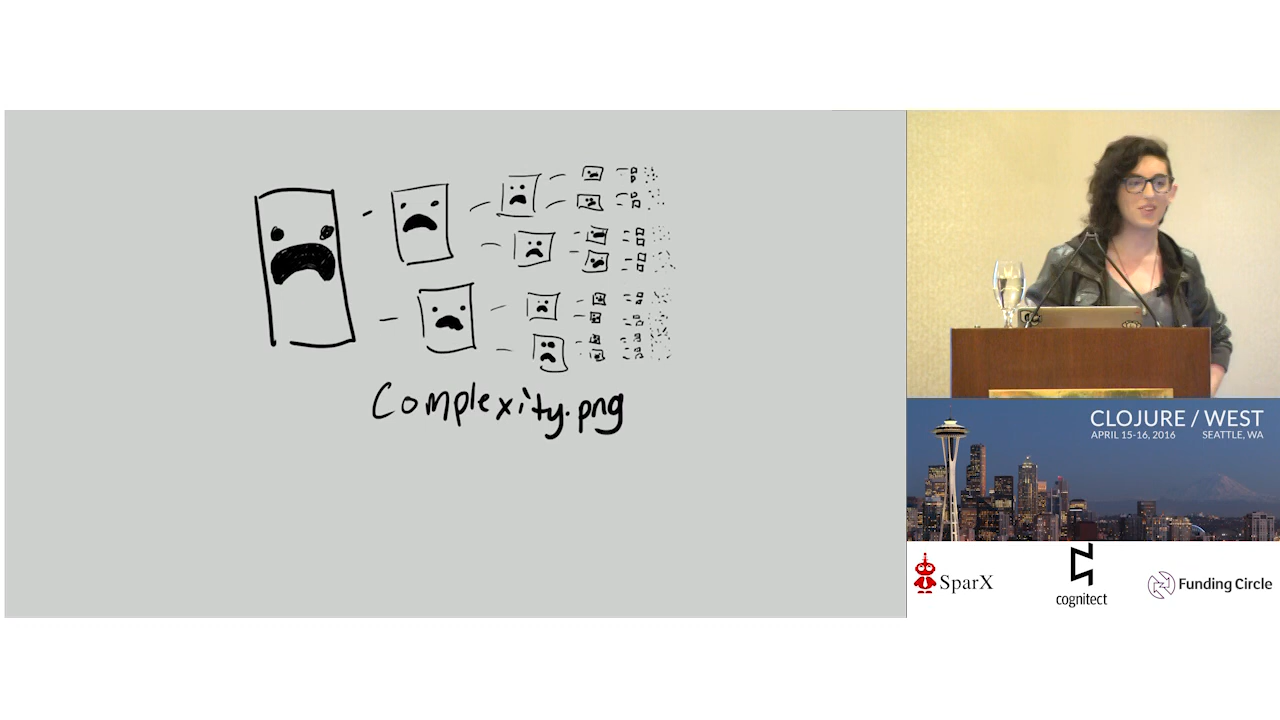 Complexity.png
CLOJURE / WEST
APRIL 15-16, 2016 SEATTLE, WA
SparX
cognitect
Funding Circle